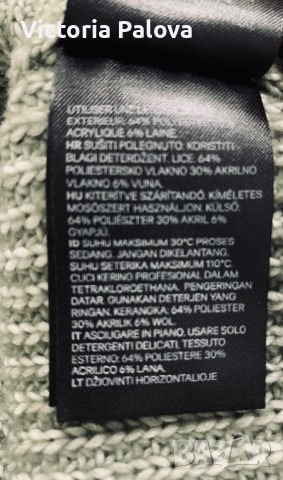 Victoria Palova
UTILISER UN
EXTERIEUR: 64%
ACRYLIQUE 6% LAINE.
HR SUŠITI POLEGNUTO. KORISTITI
BLAGI DETERDŽENT. LICE: 64%
POLIESTERSKO VLAKNO 30% AKRILNO
VLAKNO 6% VUNA.
HU KITERÍTVE SZÁRÍTANDÓ. KÍMÉLETES
MOSÓSZERT HASZNÁLJON. KÜLSŐ:
64% POLIÉSZTER 30% AKRIL 6%
GYAPJÚ.
ID SUHU MAKSIMUM 30°C PROSES
SEDANG. JANGAN DIKELANTANG.
SUHU SETERIKA MAKSIMUM 110°C.
CUCI KERING PROFESIONAL DALAM
TETRAKLOROETHANA. PENGERINGAN
DATAR. GUNAKAN DETERJEN YANG
RINGAN. KERANGKA: 64% POLIESTER
30% AKRILIK 6% WOL.
IT ASCIUGARE IN PIANO. USARE SOLO
DETERGENTI DELICATI. TESSUTO
ESTERNO: 64% POLIESTERE 30%
ACRILICO 6% LANA.
LT DŽIOVINTI HORIZONTALIOJE